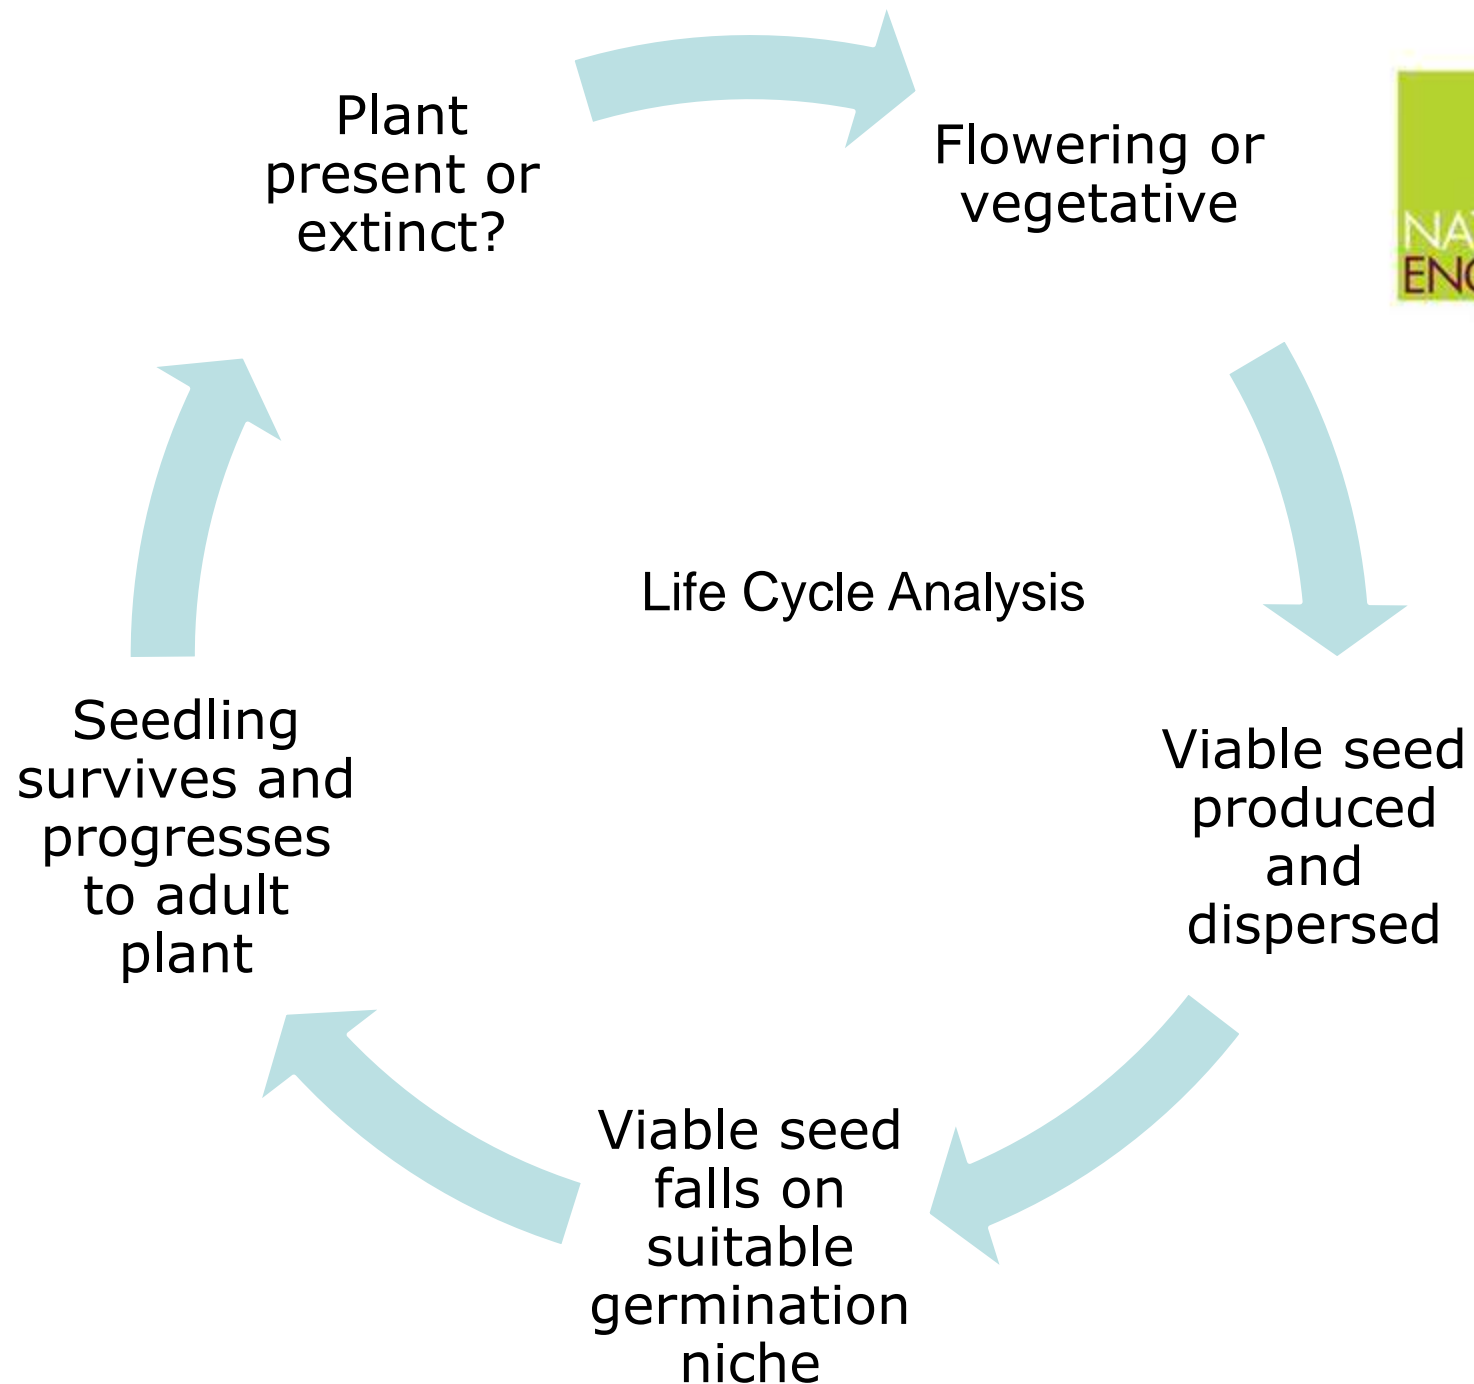 Plant
present or
extinct?
Flowering or
vegetative
Life Cycle Analysis
Seedling
survives and
progresses
to adult
plant
Viable seed
produced
and
dispersed
Viable seed
falls on
suitable
germination
niche